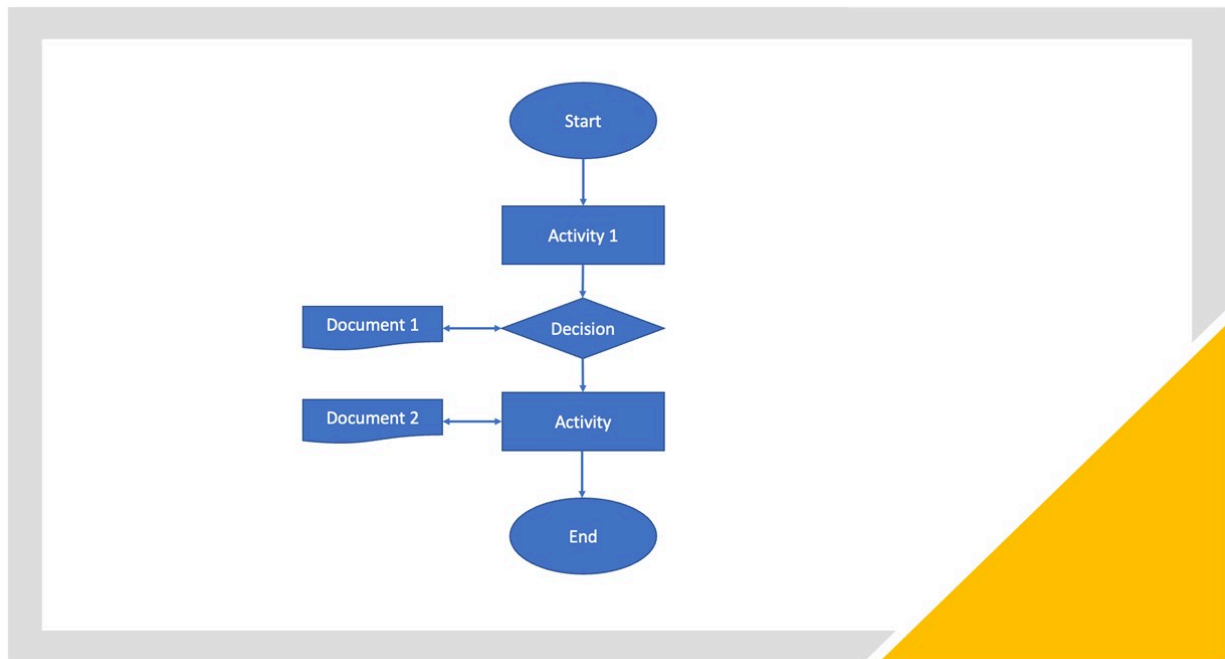 Start
Activity 1
Document 1
Decision
Document 2
Activity
End